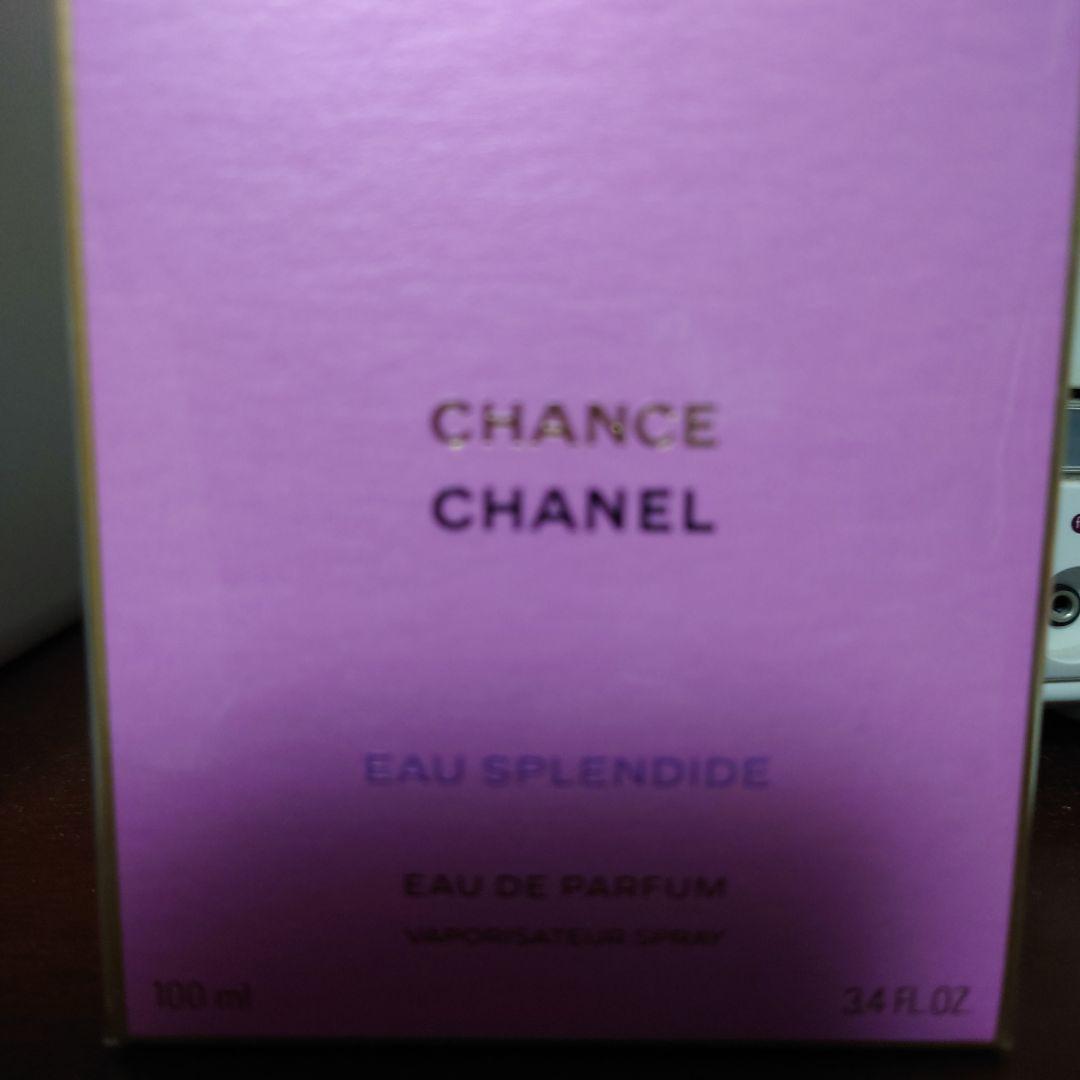 CHANCE
CHANEL
EAU SPLENDIDE
EAU DE PARFUM
VAPORISATEUR SPRAY
100 ml
3.4 FL.OZ